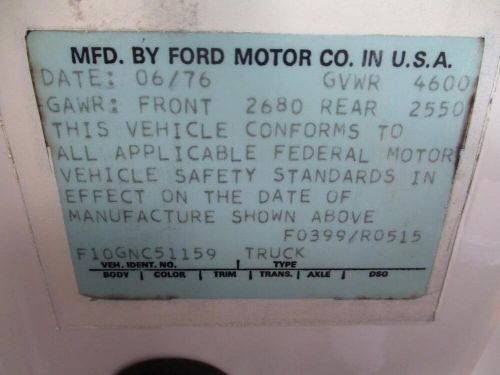 MFD. BY FORD MOTOR CO. IN U.S.A.
DATE: 06/76 GVWR 4600
GAWR: FRONT 2680 REAR 2550
THIS VEHICLE CONFORMS TO
ALL APPLICABLE FEDERAL MOTOR
VEHICLE SAFETY STANDARDS IN
EFFECT ON THE DATE OF
MANUFACTURE SHOWN ABOVE
F0399/R0515
F10GNC51159 TRUCK
VEH. IDENT. NO. TYPE
BODY COLOR TRIM TRANS. AXLE DSO